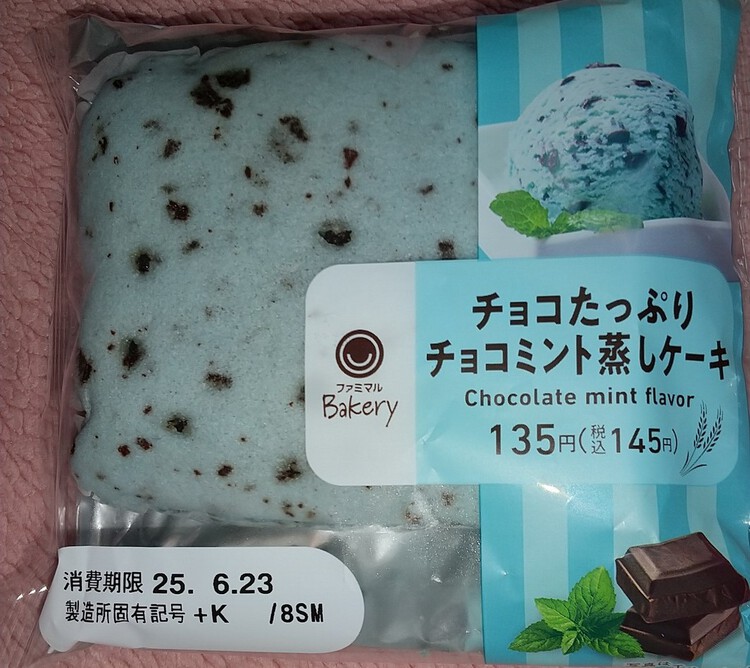 チョコたっぷり
チョコミント蒸しケーキ
Chocolate mint flavor
135円(税込145円)
ファミマル
Bakery
消費期限 25. 6.23
製造所固有記号 +K /8SM